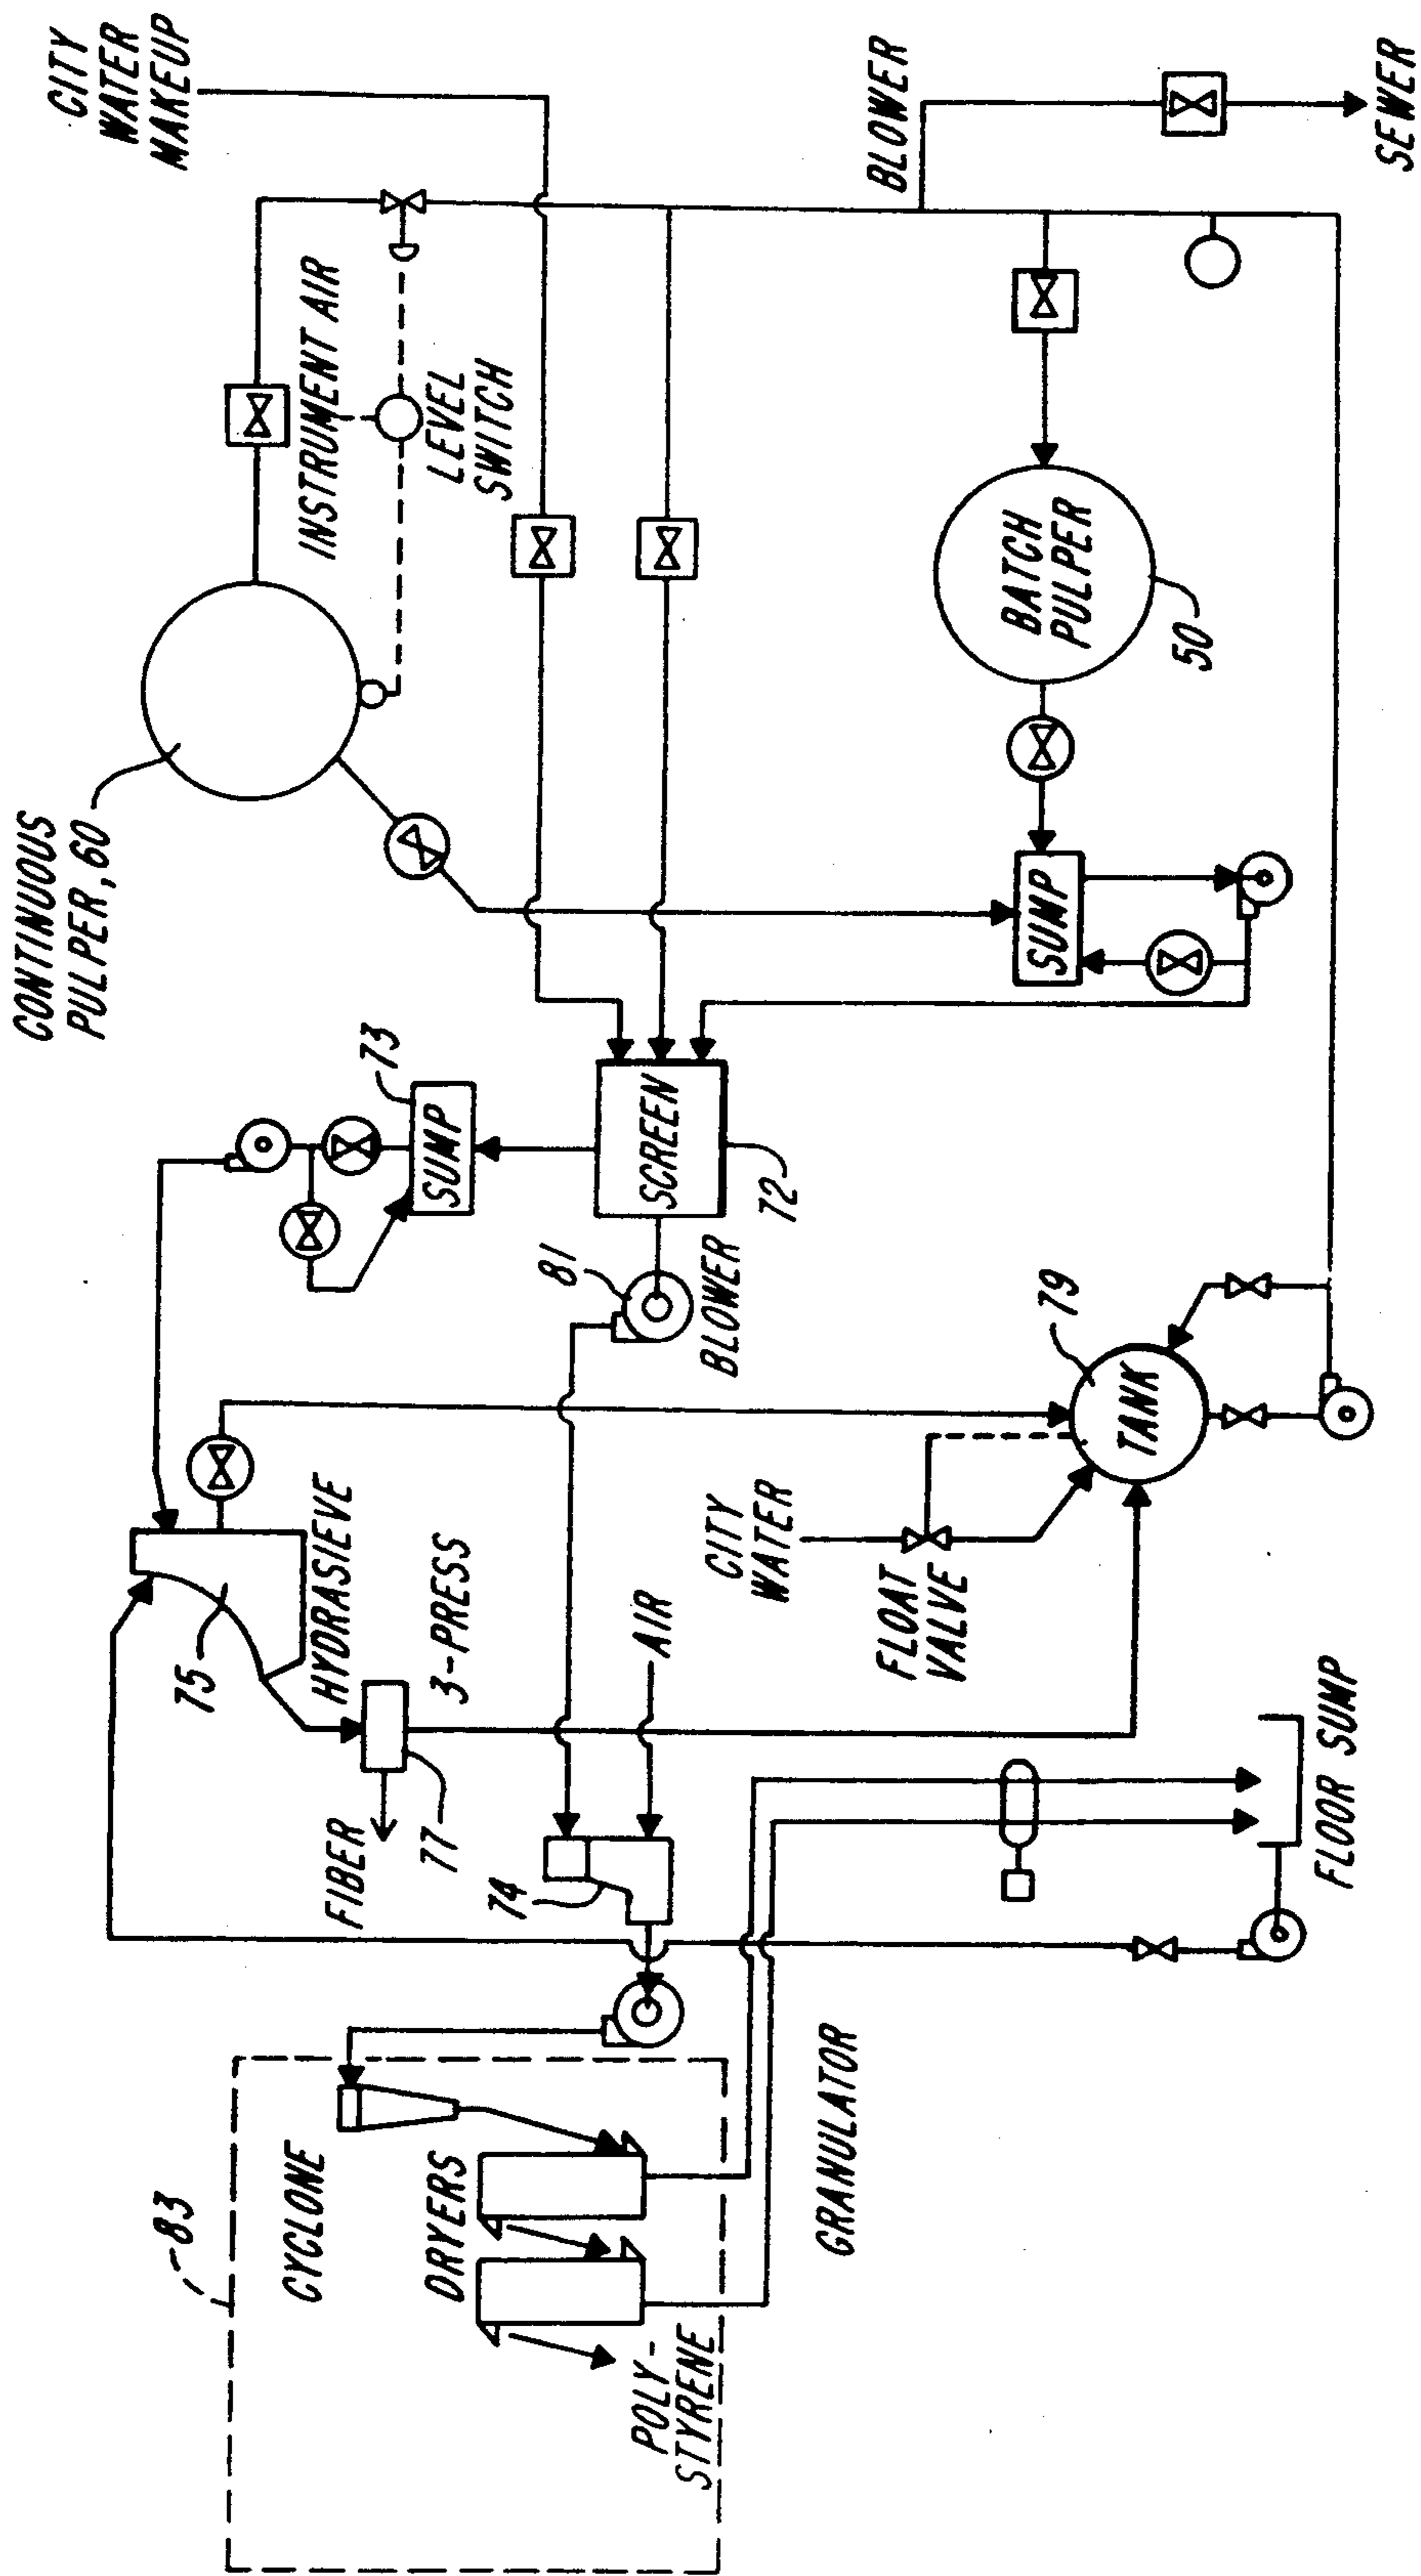 CITY
WATER
MAKEUP
BLOWER
SEWER
INSTRUMENT AIR
LEVEL
SWITCH
CONTINUOUS
PULPER, 60
BATCH
PULPER
50
SUMP
73
SUMP
SCREEN
72
81
BLOWER
79
TANK
HYDRASIEVE
75
3-PRESS
77
FIBER
CITY
WATER
FLOAT
VALVE
AIR
74
FLOOR SUMP
83
CYCLONE
DRYERS
GRANULATOR
POLY-
STYRENE